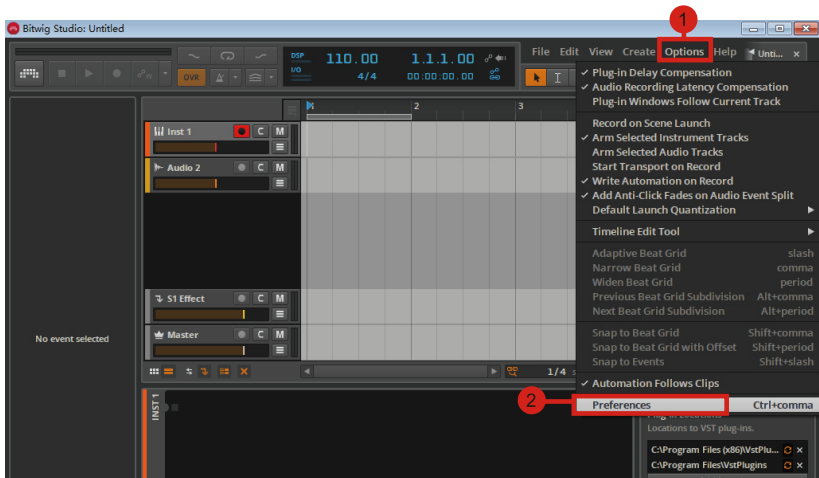 1
Bitwig Studio: Untitled
File Edit View Create Options Help Unti... ×
DSP
I/O
110.00
4/4
1.1.1.00
00:00:00.00
OVR
Plug-in Delay Compensation
Audio Recording Latency Compensation
Plug-in Windows Follow Current Track
Record on Scene Launch
Arm Selected Instrument Tracks
Arm Selected Audio Tracks
Start Transport on Record
Write Automation on Record
Add Anti-Click Fades on Audio Event Split
Default Launch Quantization
Timeline Edit Tool
Adaptive Beat Grid slash
Narrow Beat Grid comma
Widen Beat Grid period
Previous Beat Grid Subdivision Alt+comma
Next Beat Grid Subdivision Alt+period
Snap to Beat Grid Shift+comma
Snap to Beat Grid with Offset Shift+period
Snap to Events Shift+slash
Automation Follows Clips
2
Preferences Ctrl+comma
2 3
Inst 1 C M
Audio 2 C M
S1 Effect C M
Master C M
No event selected
1/4
INST 1
Locations to VST plug-ins.
C:\Program Files (x86)\VstPlu... ×
C:\Program Files\VstPlugins ×